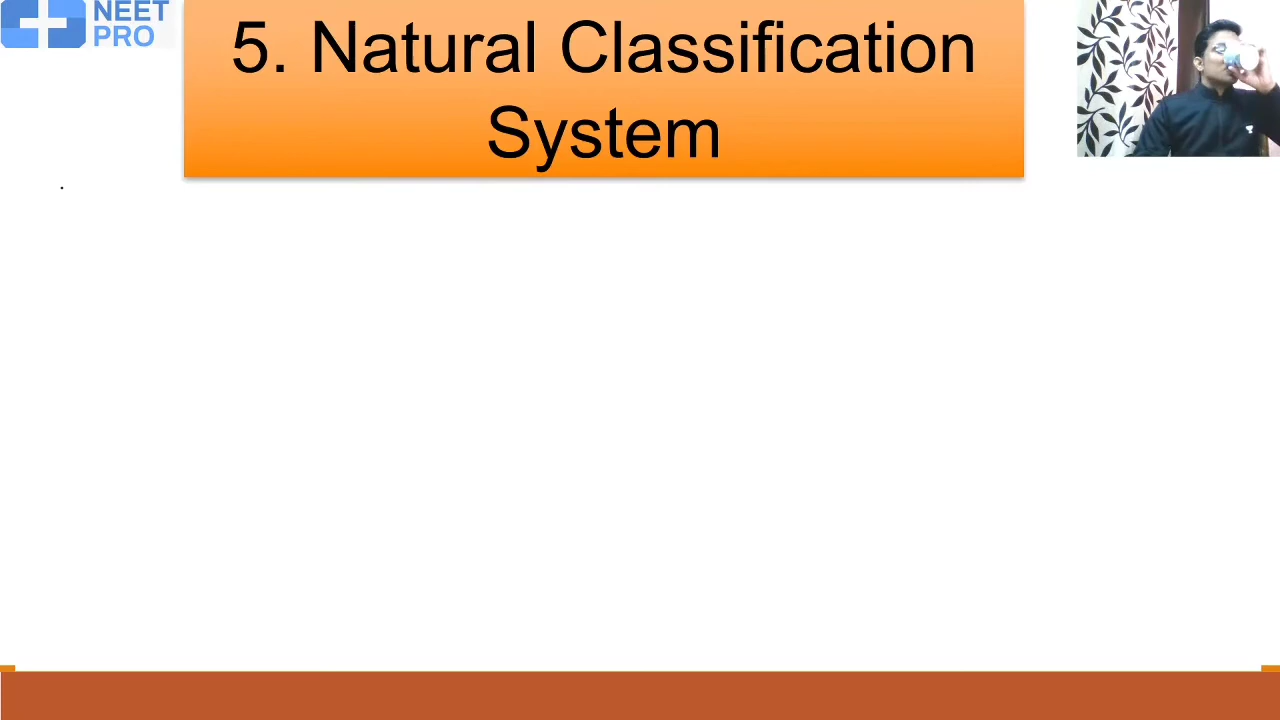 NEET
PRO
5. Natural Classification
System
.